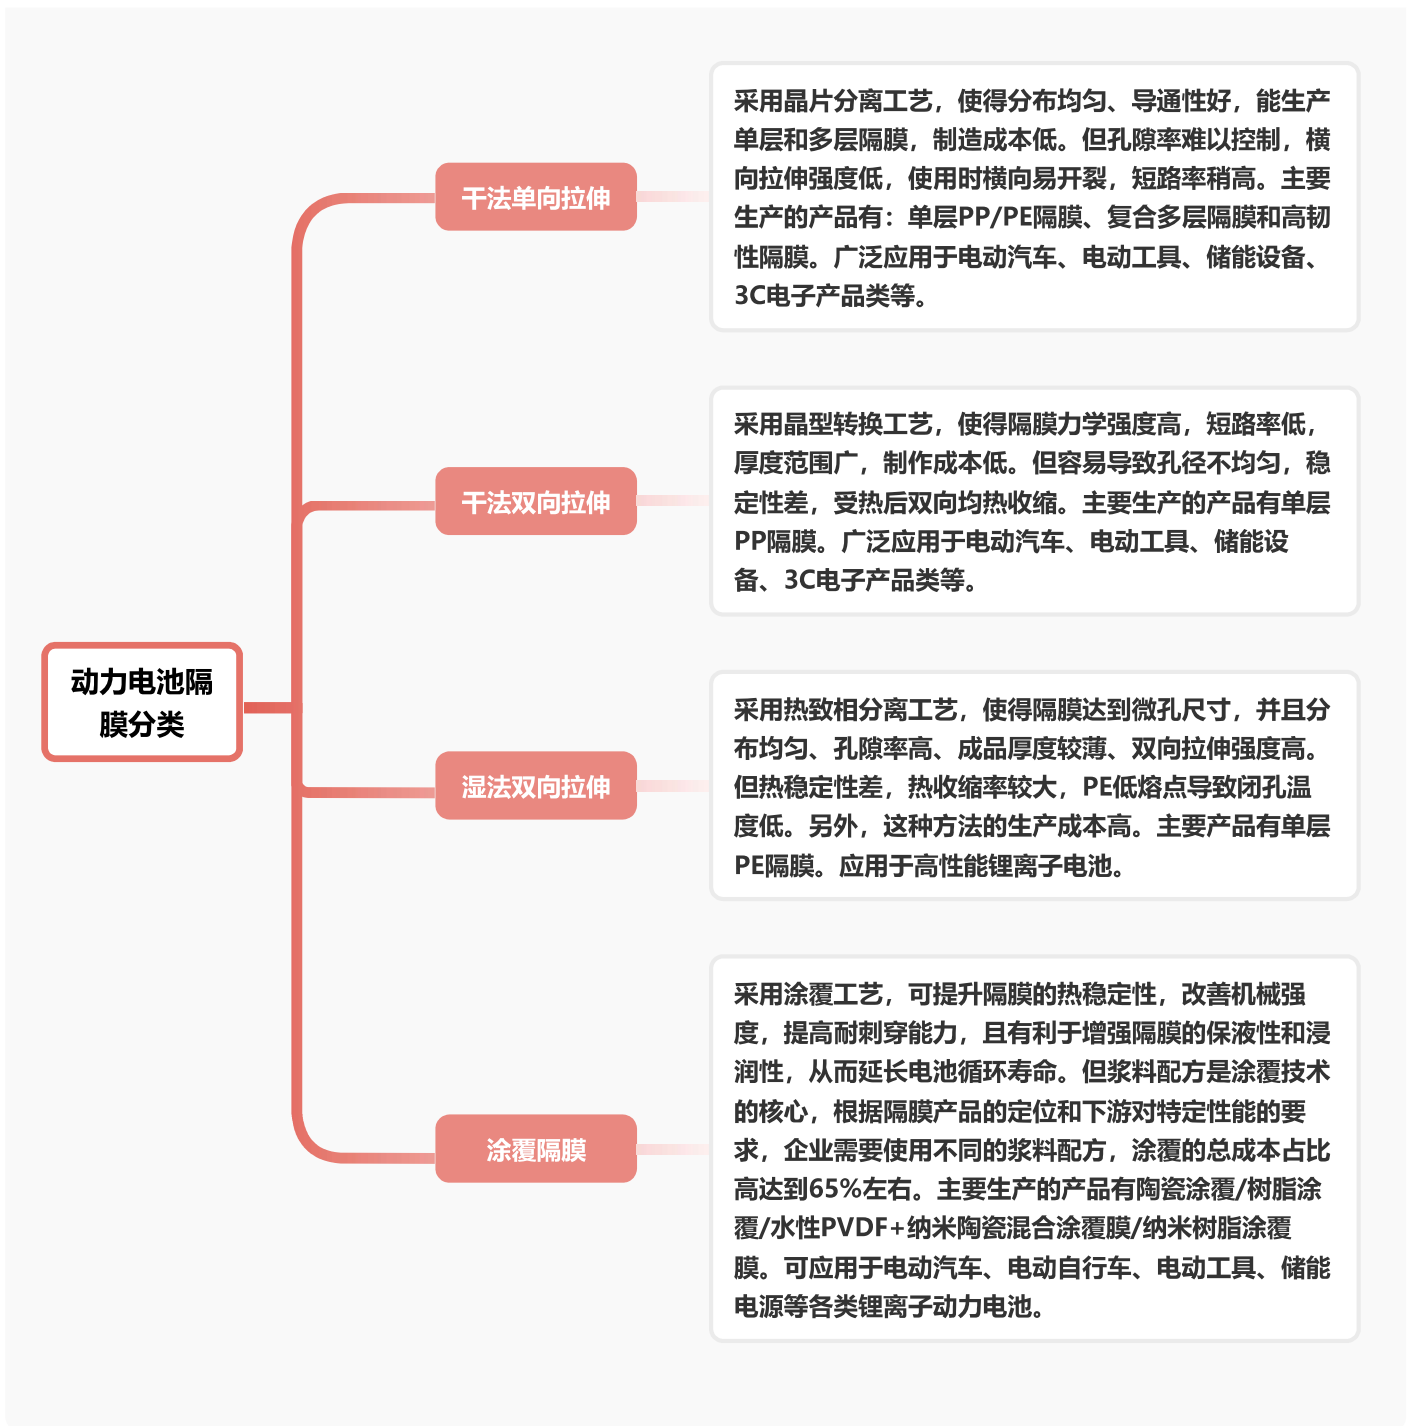 动力电池隔
膜分类
干法单向拉伸
采用晶片分离工艺，使得分布均匀、导通性好，能生产
单层和多层隔膜，制造成本低。但孔隙率难以控制，横
向拉伸强度低，使用时横向易开裂，短路率稍高。主要
生产的产品有：单层PP/PE隔膜、复合多层隔膜和高韧
性隔膜。广泛应用于电动汽车、电动工具、储能设备、
3C电子产品类等。
干法双向拉伸
采用晶型转换工艺，使得隔膜力学强度高，短路率低，
厚度范围广，制作成本低。但容易导致孔径不均匀，稳
定性差，受热后双向均热收缩。主要生产的产品有单层
PP隔膜。广泛应用于电动汽车、电动工具、储能设
备、3C电子产品类等。
湿法双向拉伸
采用热致相分离工艺，使得隔膜达到微孔尺寸，并且分
布均匀、孔隙率高、成品厚度较薄、双向拉伸强度高。
但热稳定性差，热收缩率较大，PE低熔点导致闭孔温
度低。另外，这种方法的生产成本高。主要产品有单层
PE隔膜。应用于高性能锂离子电池。
涂覆隔膜
采用涂覆工艺，可提升隔膜的热稳定性，改善机械强
度，提高耐刺穿能力，且有利于增强隔膜的保液性和浸
润性，从而延长电池循环寿命。但浆料配方是涂覆技术
的核心，根据隔膜产品的定位和下游对特定性能的要
求，企业需要使用不同的浆料配方，涂覆的总成本占比
高达到65%左右。主要生产的产品有陶瓷涂覆/树脂涂
覆/水性PVDF+纳米陶瓷混合涂覆膜/纳米树脂涂覆
膜。可应用于电动汽车、电动自行车、电动工具、储能
电源等各类锂离子动力电池。